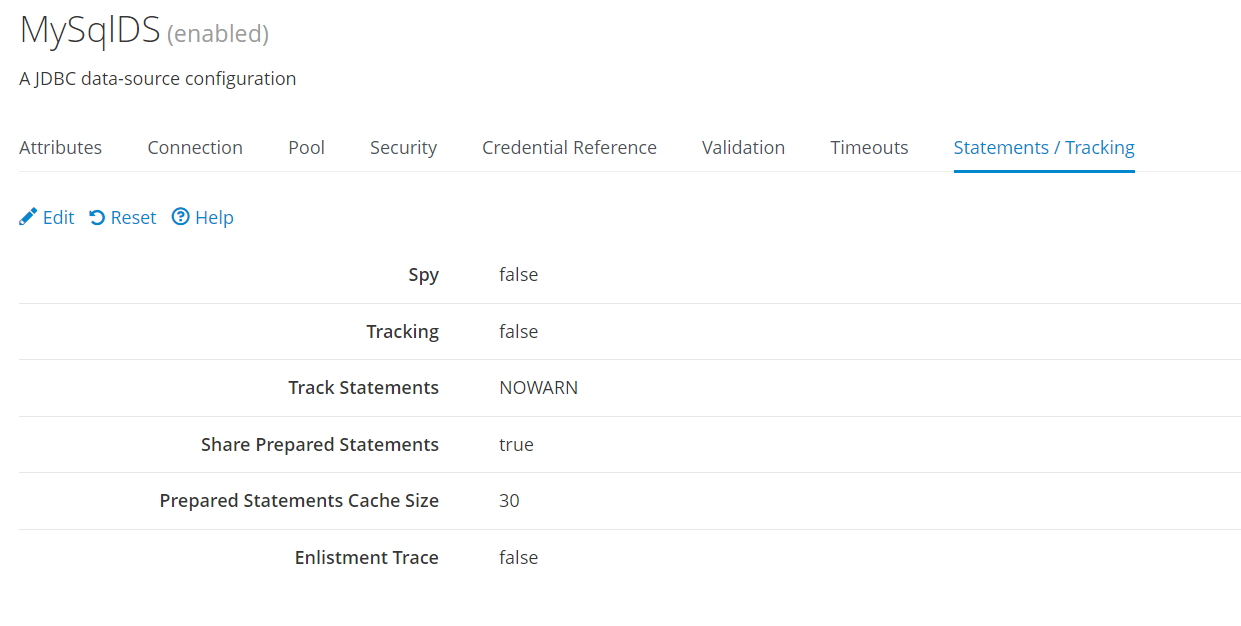 MySqlDS (enabled)
A JDBC data-source configuration
Attributes Connection Pool Security Credential Reference Validation Timeouts Statements / Tracking
Edit Reset Help
Spy false
Tracking false
Track Statements NOWARN
Share Prepared Statements true
Prepared Statements Cache Size 30
Enlistment Trace false